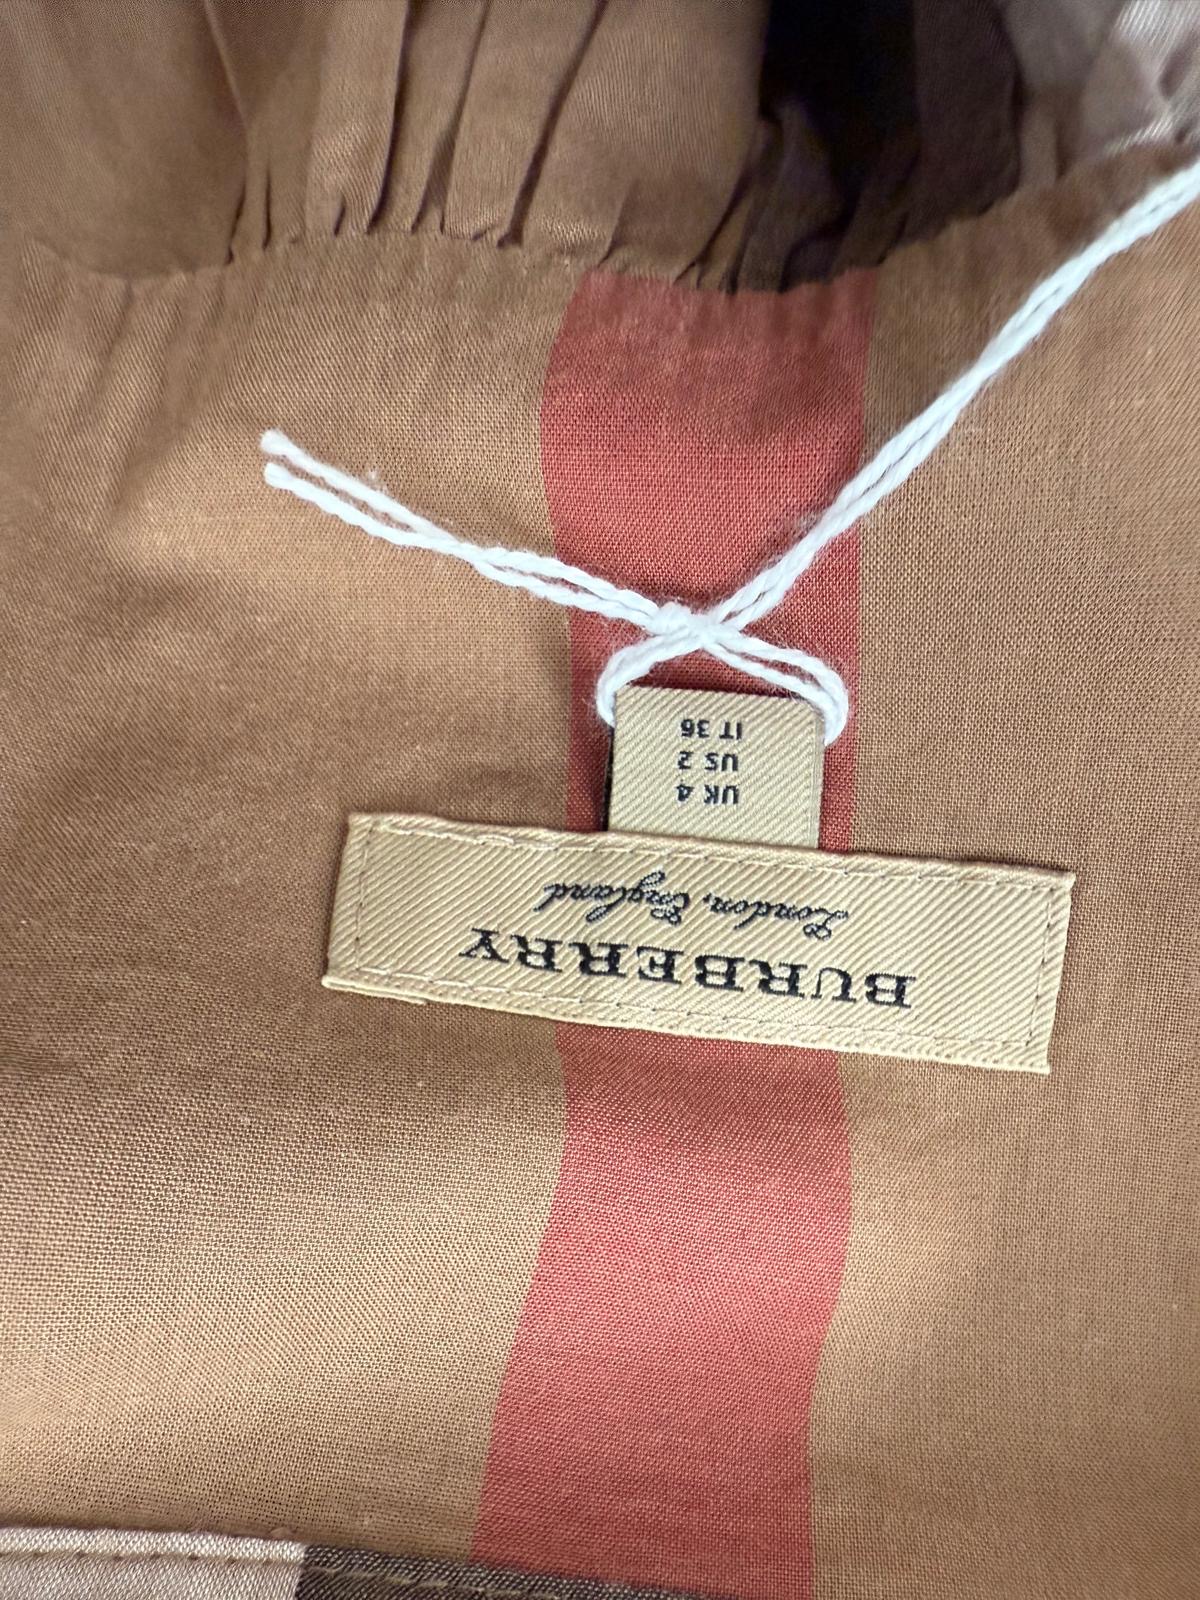 BURBERRY
London, England
UK 4
US 2
IT 36